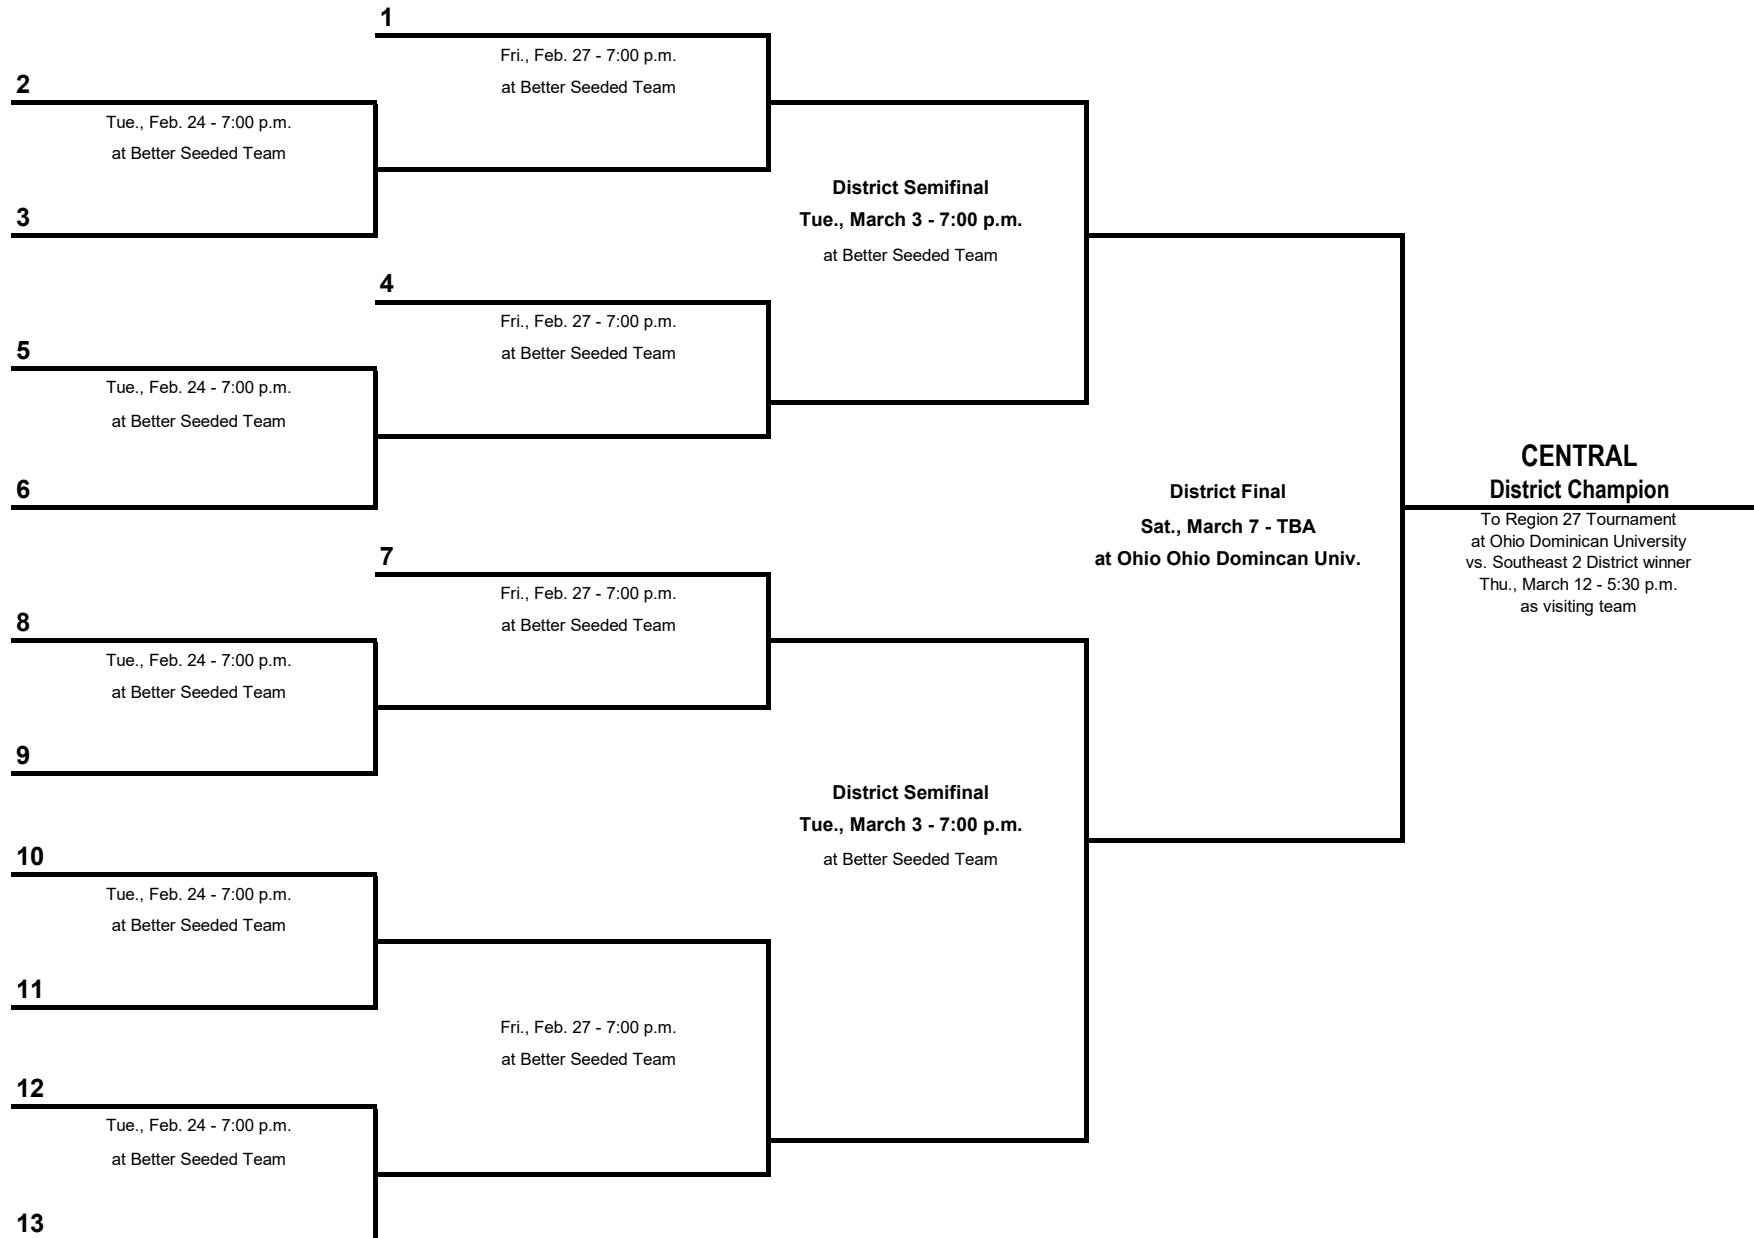 1
Fri., Feb. 27 - 7:00 p.m.
at Better Seeded Team
2
Tue., Feb. 24 - 7:00 p.m.
at Better Seeded Team
3
District Semifinal
Tue., March 3 - 7:00 p.m.
at Better Seeded Team
4
Fri., Feb. 27 - 7:00 p.m.
at Better Seeded Team
5
Tue., Feb. 24 - 7:00 p.m.
at Better Seeded Team
6
District Final
Sat., March 7 - TBA
at Ohio Ohio Domincan Univ.
CENTRAL
District Champion
To Region 27 Tournament
at Ohio Dominican University
vs. Southeast 2 District winner
Thu., March 12 - 5:30 p.m.
as visiting team
7
Fri., Feb. 27 - 7:00 p.m.
at Better Seeded Team
8
Tue., Feb. 24 - 7:00 p.m.
at Better Seeded Team
9
District Semifinal
Tue., March 3 - 7:00 p.m.
at Better Seeded Team
10
Tue., Feb. 24 - 7:00 p.m.
at Better Seeded Team
11
Fri., Feb. 27 - 7:00 p.m.
at Better Seeded Team
12
Tue., Feb. 24 - 7:00 p.m.
at Better Seeded Team
13